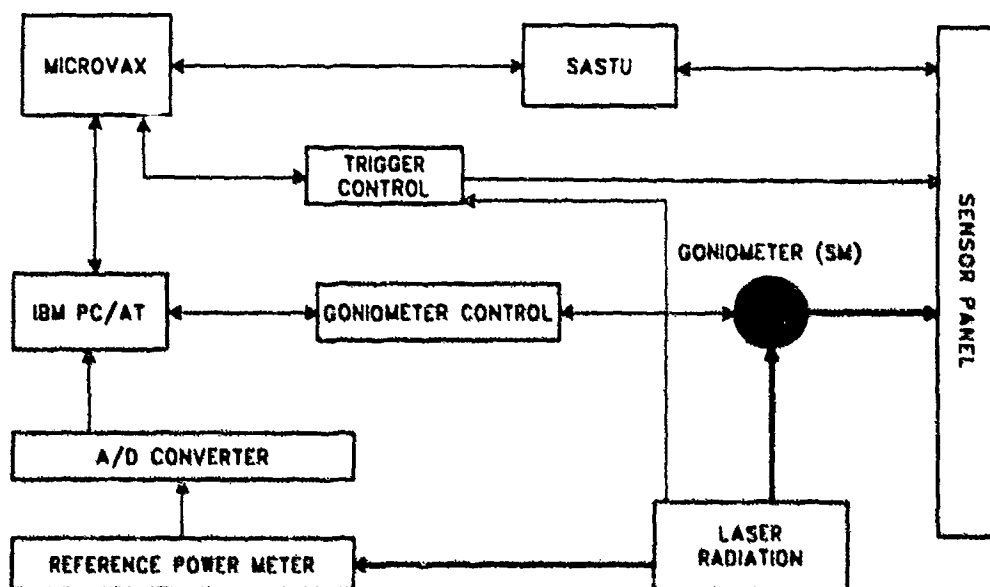 MICROVAX
SASTU
TRIGGER
CONTROL
SENSOR PANEL
GONIOMETER (SM)
IBM PC/AT
GONIOMETER CONTROL
A/D CONVERTER
LASER
RADIATION
REFERENCE POWER METER